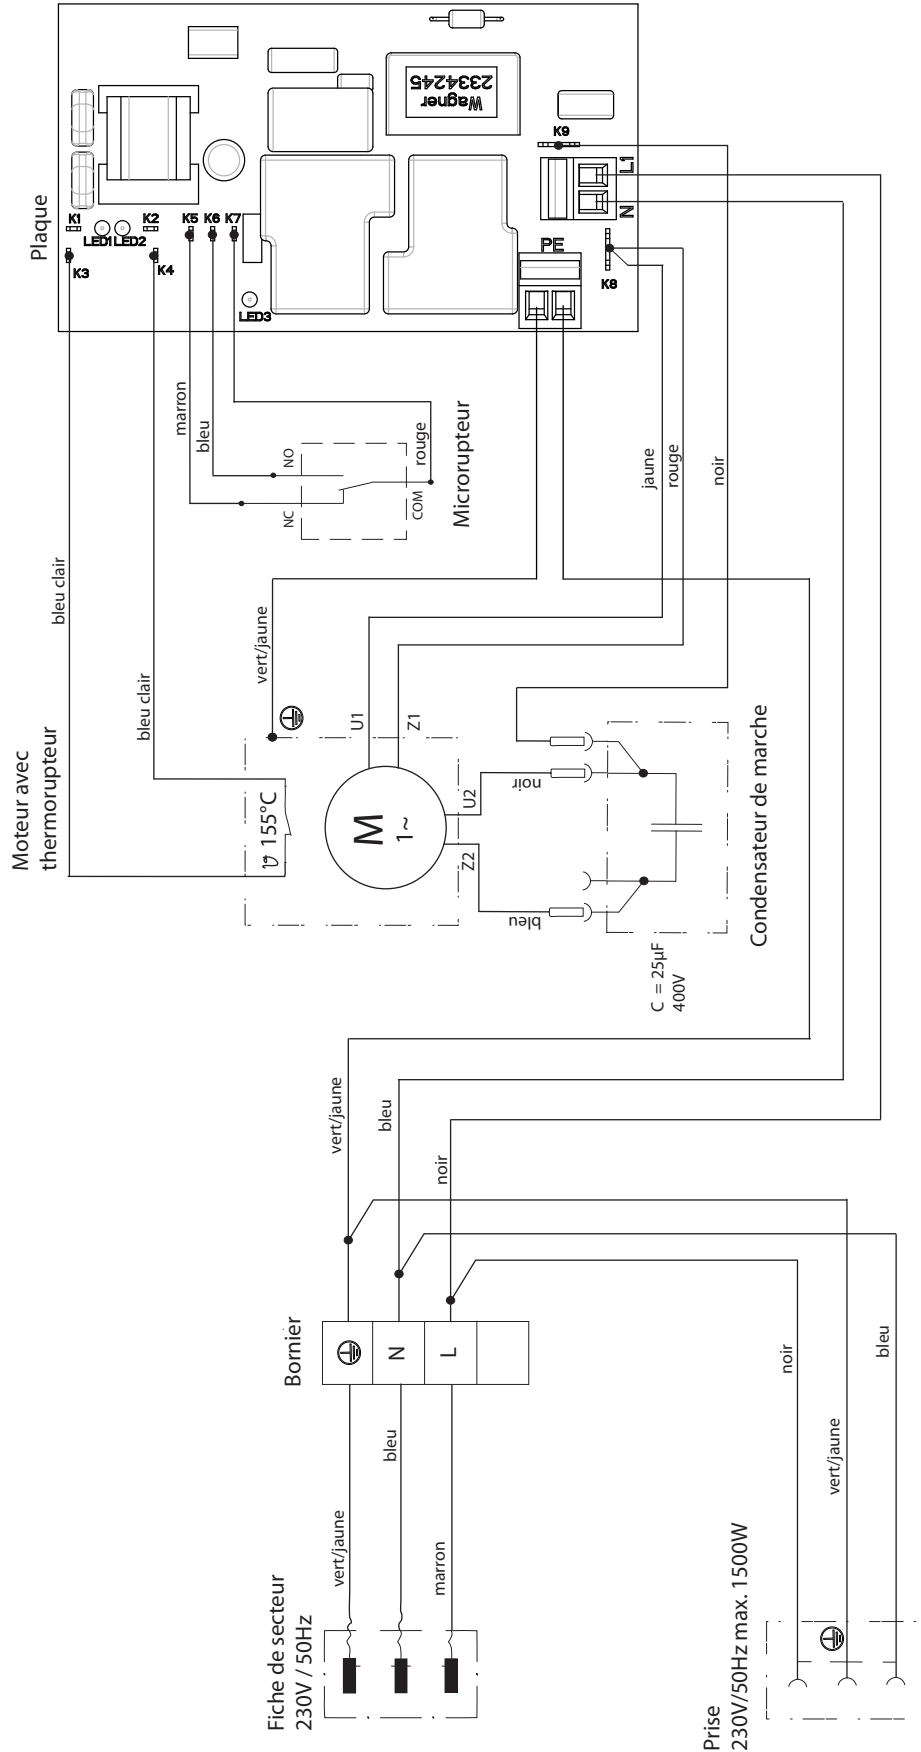 Plaque
K1
K2
LED1
LED2
K3
K4
K5
K6
K7
LED3
Wagner
2334245
K9
L1
N
PE
K8
marron
bleu
NO
NC
COM
rouge
Microrupteur
jaune
rouge
noir
bleu clair
bleu clair
vert/jaune
Moteur avec
thermorupteur
ϑ 155°C
U1
Z1
M
1~
U2
Z2
noir
bleu
C = 25µF
400V
Condensateur de marche
vert/jaune
bleu
noir
Bornier
N
L
vert/jaune
bleu
marron
Fiche de secteur
230V / 50Hz
noir
vert/jaune
bleu
Prise
230V/50Hz max. 1500W